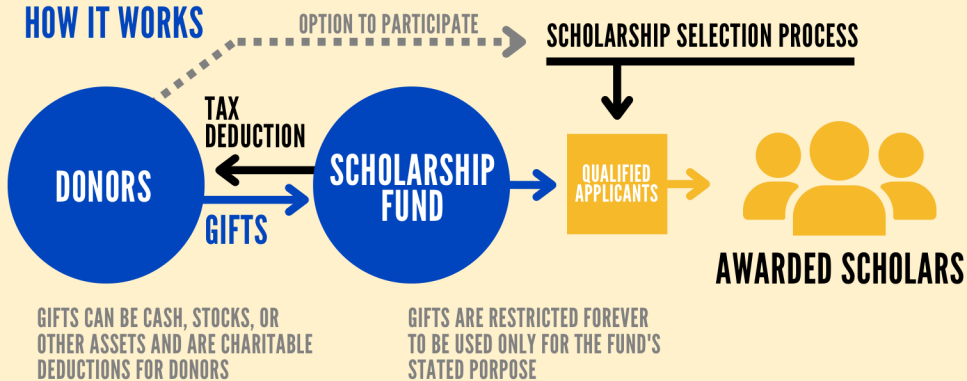 HOW IT WORKS
OPTION TO PARTICIPATE
SCHOLARSHIP SELECTION PROCESS
TAX
DEDUCTION
DONORS
SCHOLARSHIP
FUND
QUALIFIED
APPLICANTS
GIFTS
AWARDED SCHOLARS
GIFTS CAN BE CASH, STOCKS, OR
OTHER ASSETS AND ARE CHARITABLE
DEDUCTIONS FOR DONORS
GIFTS ARE RESTRICTED FOREVER
TO BE USED ONLY FOR THE FUND'S
STATED PORPOSE